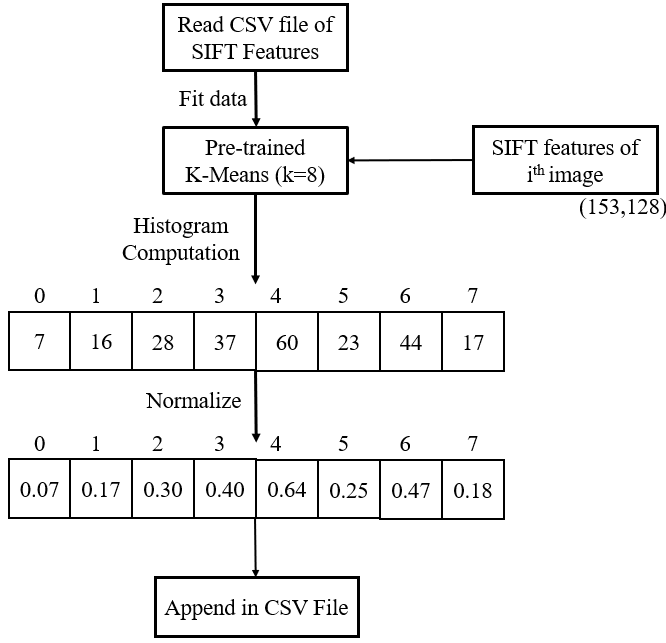 Read CSV file of
SIFT Features
Fit data
Pre-trained
K-Means (k=8)
SIFT features of
ith image
(153,128)
Histogram
Computation
0 1 2 3 4 5 6 7
7 16 28 37 60 23 44 17
Normalize
0 1 2 3 4 5 6 7
0.07 0.17 0.30 0.40 0.64 0.25 0.47 0.18
Append in CSV File